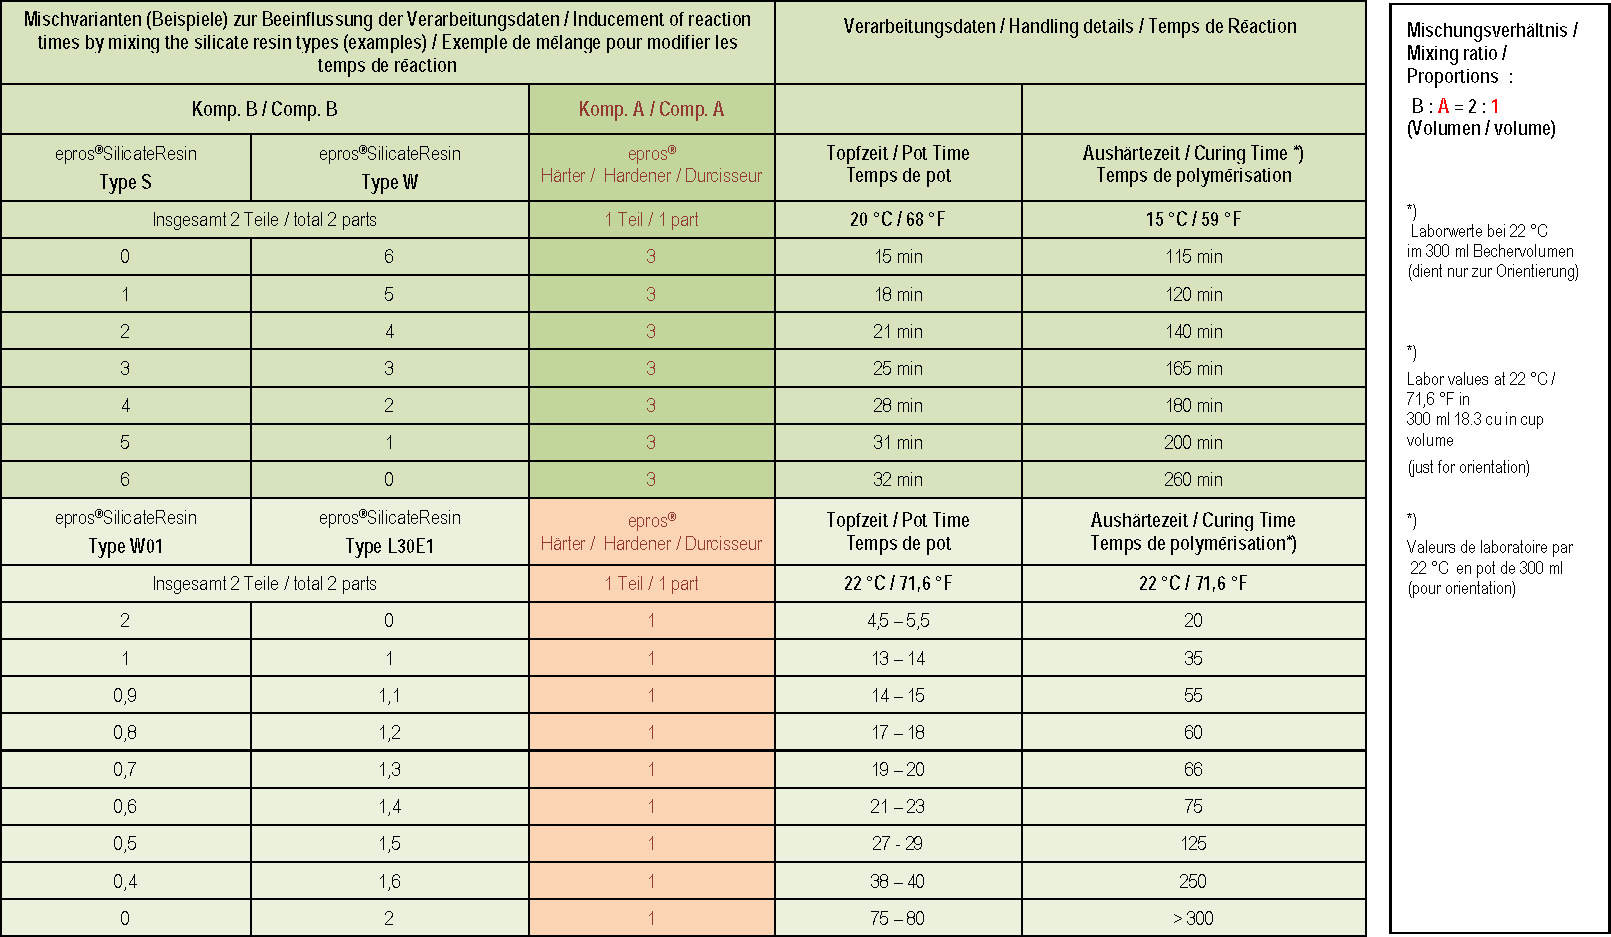 Mischvarianten (Beispiele) zur Beeinflussung der Verarbeitungsdaten / Inducement of reaction
times by mixing the silicate resin types (examples) / Exemple de mélange pour modifier les
temps de réaction
Verarbeitungsdaten / Handling details / Temps de Réaction
Komp. B / Comp. B
Komp. A / Comp. A
epros®SilicateResin
Type S
epros®SilicateResin
Type W
epros®
Härter / Hardener / Durcisseur
Topfzeit / Pot Time
Temps de pot
Aushärtezeit / Curing Time *)
Temps de polymérisation
Insgesamt 2 Teile / total 2 parts
1 Teil / 1 part
20 °C / 68 °F
15 °C / 59 °F
0 6 3 15 min 115 min
1 5 3 18 min 120 min
2 4 3 21 min 140 min
3 3 3 25 min 165 min
4 2 3 28 min 180 min
5 1 3 31 min 200 min
6 0 3 32 min 260 min
epros®SilicateResin
Type W01
epros®SilicateResin
Type L30E1
epros®
Härter / Hardener / Durcisseur
Topfzeit / Pot Time
Temps de pot
Aushärtezeit / Curing Time
Temps de polymérisation*)
Insgesamt 2 Teile / total 2 parts
1 Teil / 1 part
22 °C / 71,6 °F
22 °C / 71,6 °F
2 0 1 4,5 – 5,5 20
1 1 1 13 – 14 35
0,9 1,1 1 14 – 15 55
0,8 1,2 1 17 – 18 60
0,7 1,3 1 19 – 20 66
0,6 1,4 1 21 – 23 75
0,5 1,5 1 27 - 29 125
0,4 1,6 1 38 – 40 250
0 2 1 75 – 80 > 300
Mischungsverhältnis /
Mixing ratio /
Proportions :
B : A = 2 : 1
(Volumen / volume)
*)
Laborwerte bei 22 °C
im 300 ml Bechervolumen
(dient nur zur Orientierung)
*)
Labor values at 22 °C /
71,6 °F in
300 ml 18.3 cu in cup
volume
(just for orientation)
*)
Valeurs de laboratoire par
22 °C en pot de 300 ml
(pour orientation)